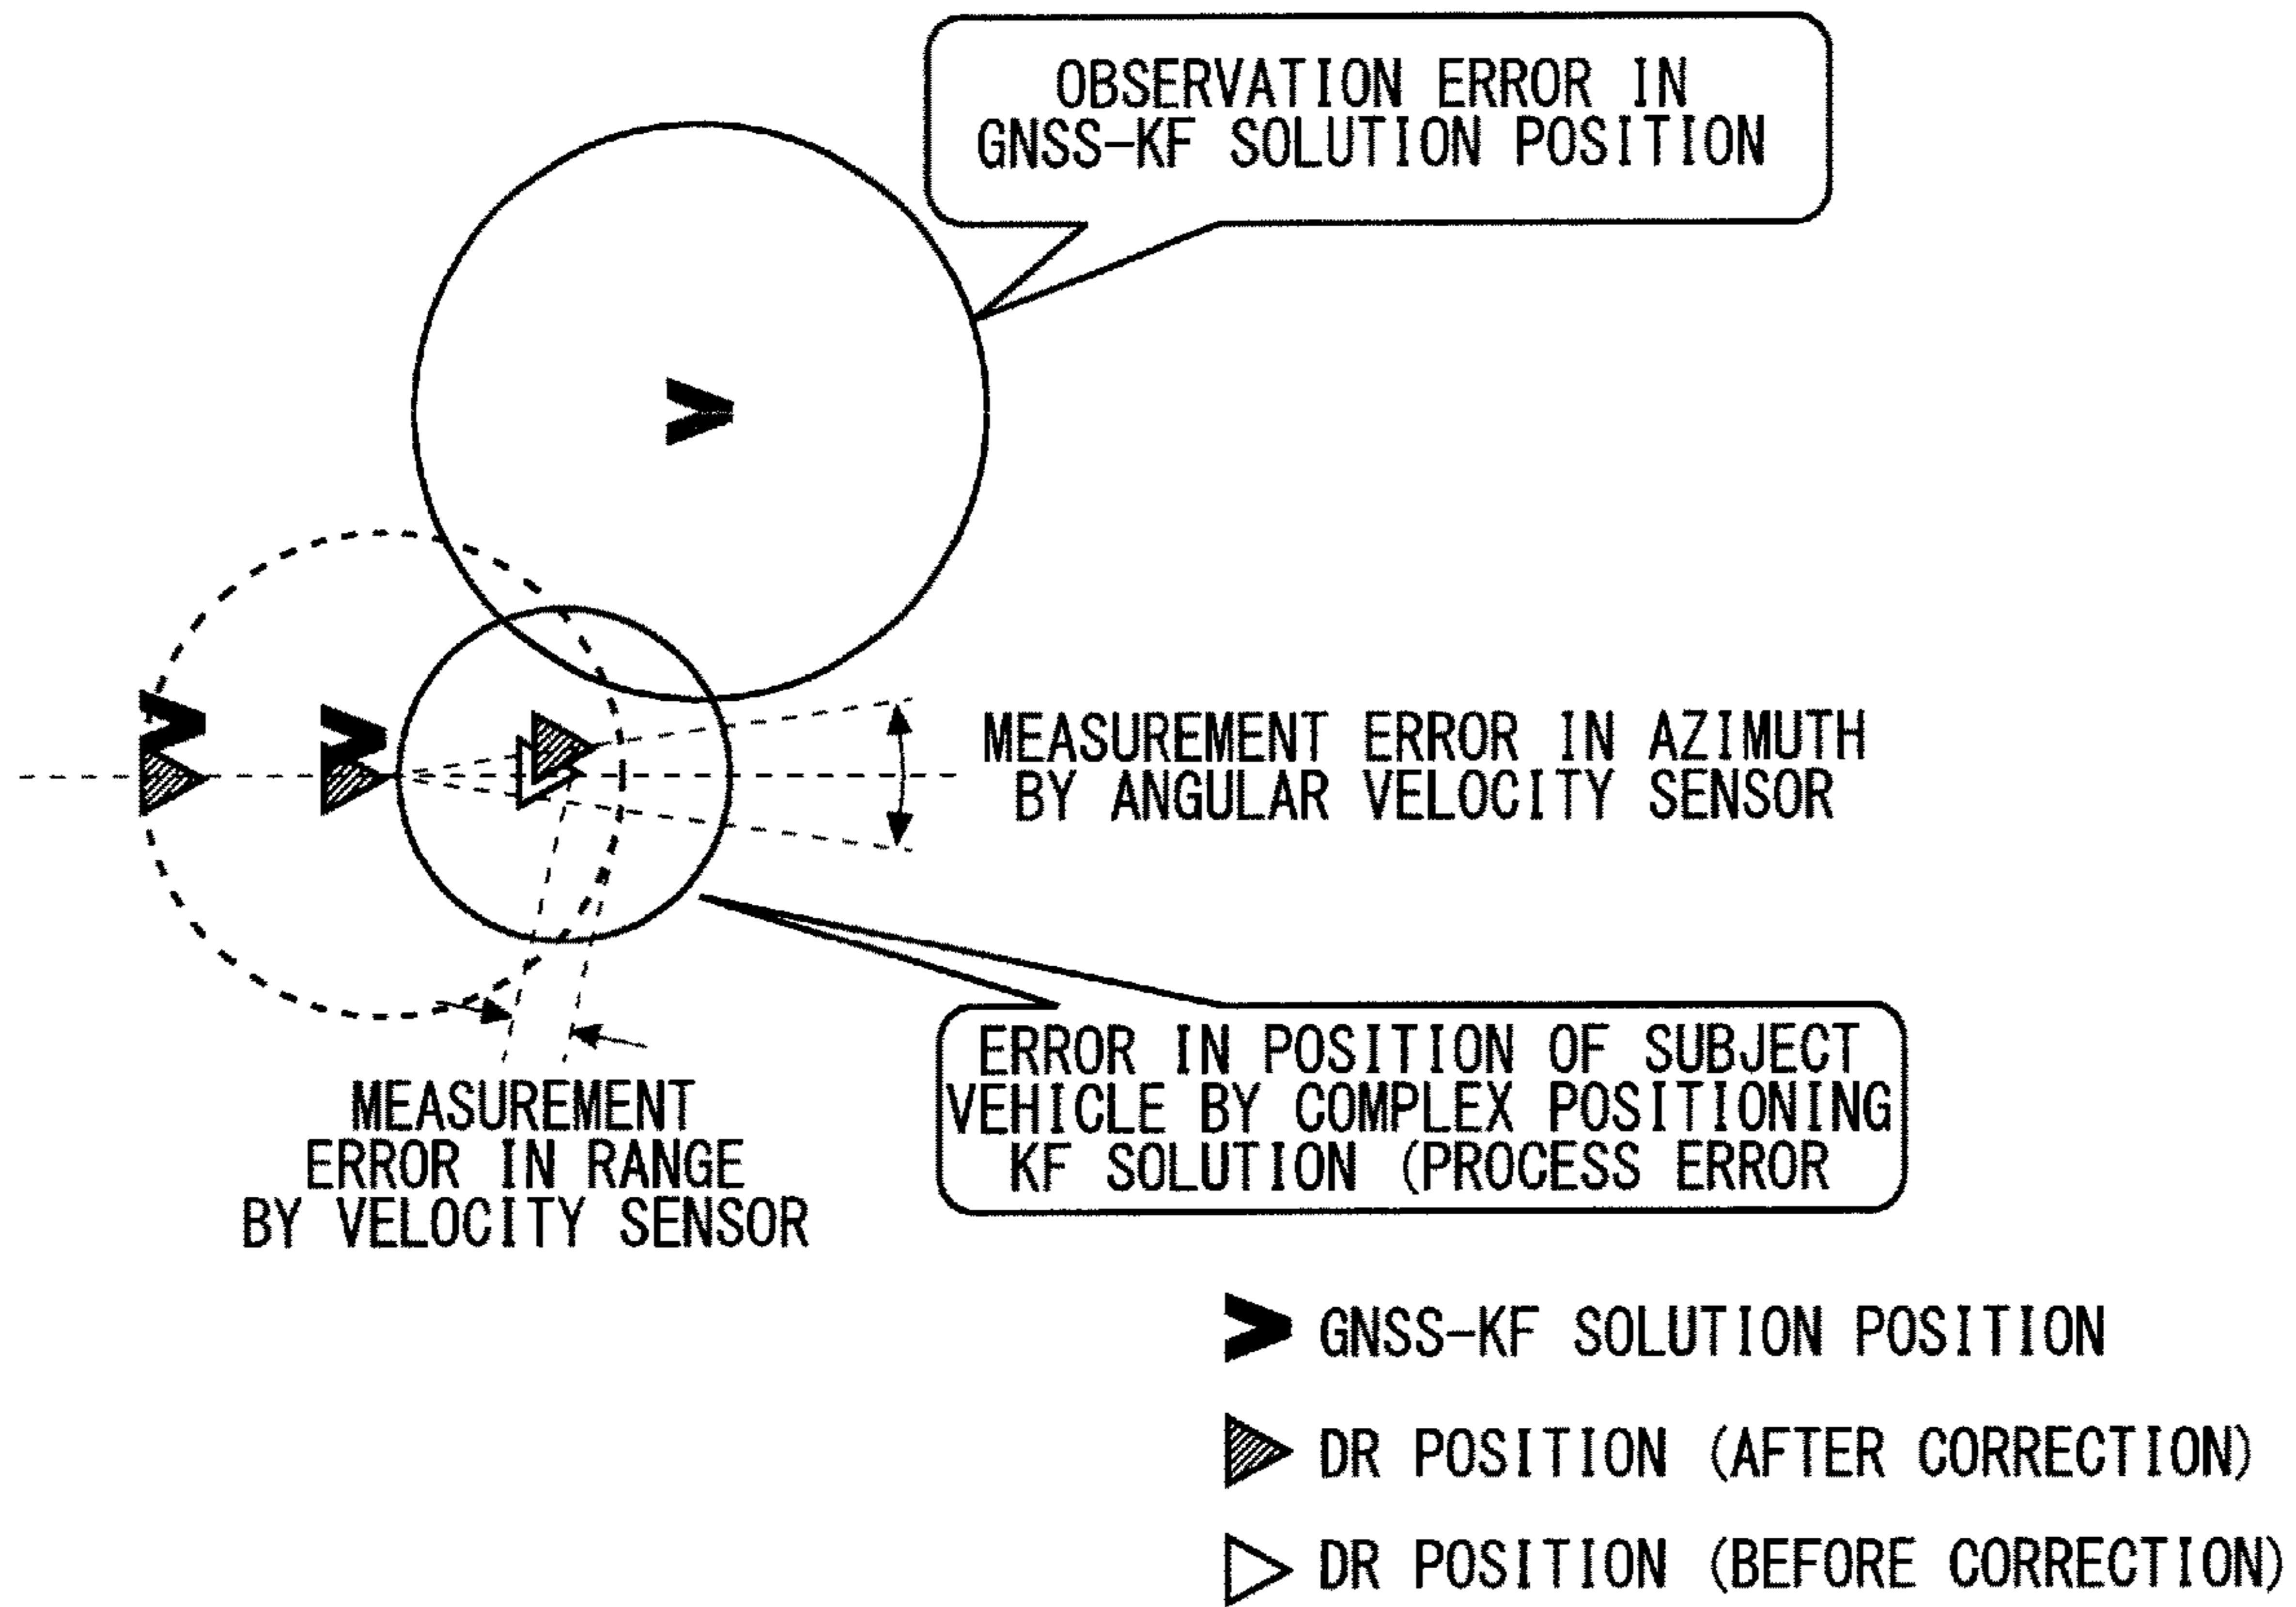 OBSERVATION ERROR IN
GNSS-KF SOLUTION POSITION
MEASUREMENT ERROR IN AZIMUTH
BY ANGULAR VELOCITY SENSOR
ERROR IN POSITION OF SUBJECT
VEHICLE BY COMPLEX POSITIONING
KF SOLUTION (PROCESS ERROR
MEASUREMENT
ERROR IN RANGE
BY VELOCITY SENSOR
GNSS-KF SOLUTION POSITION
DR POSITION (AFTER CORRECTION)
DR POSITION (BEFORE CORRECTION)